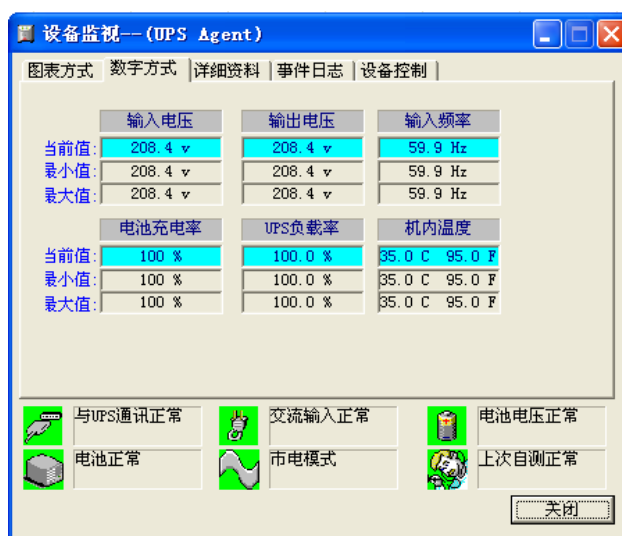 设备监视--(UPS Agent)
图表方式 数字方式 详细资料 事件日志 设备控制
输入电压 输出电压 输入频率
当前值: 208.4 v 208.4 v 59.9 Hz
最小值: 208.4 v 208.4 v 59.9 Hz
最大值: 208.4 v 208.4 v 59.9 Hz
电池充电率 UPS负载率 机内温度
当前值: 100 % 100.0 % 35.0 C 95.0 F
最小值: 100 % 100.0 % 35.0 C 95.0 F
最大值: 100 % 100.0 % 35.0 C 95.0 F
与UPS通讯正常 交流输入正常 电池电压正常
电池正常 市电模式 上次自测正常
关闭